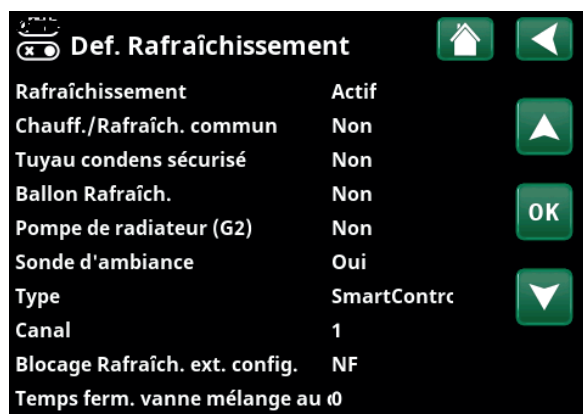 Def. Rafraîchissement
Rafraîchissement Actif
Chauff./Rafraîch. commun Non
Tuyau condens sécurisé Non
Ballon Rafraîch. Non
Pompe de radiateur (G2) Non
OK
Sonde d'ambiance Oui
Type SmartContrc
Canal 1
Blocage Rafraîch. ext. config. NF
Temps ferm. vanne mélange au 0